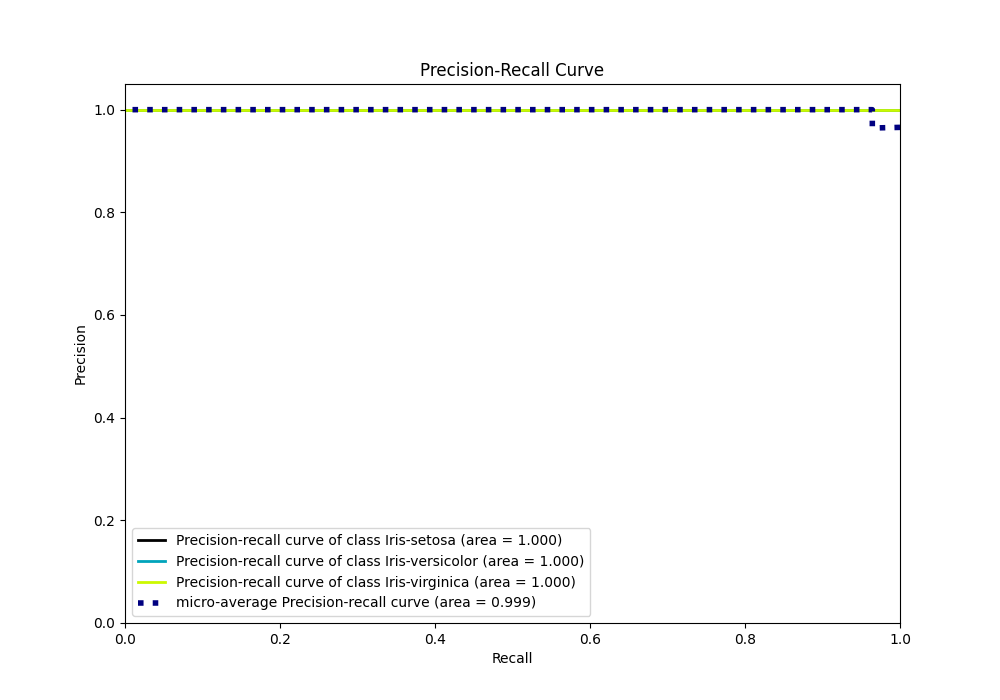 Precision-Recall Curve
1.0
0.8
0.6
0.4
0.2
0.0
Precision
Precision-recall curve of class Iris-setosa (area = 1.000)
Precision-recall curve of class Iris-versicolor (area = 1.000)
Precision-recall curve of class Iris-virginica (area = 1.000)
micro-average Precision-recall curve (area = 0.999)
0.0 0.2 0.4 0.6 0.8 1.0
Recall